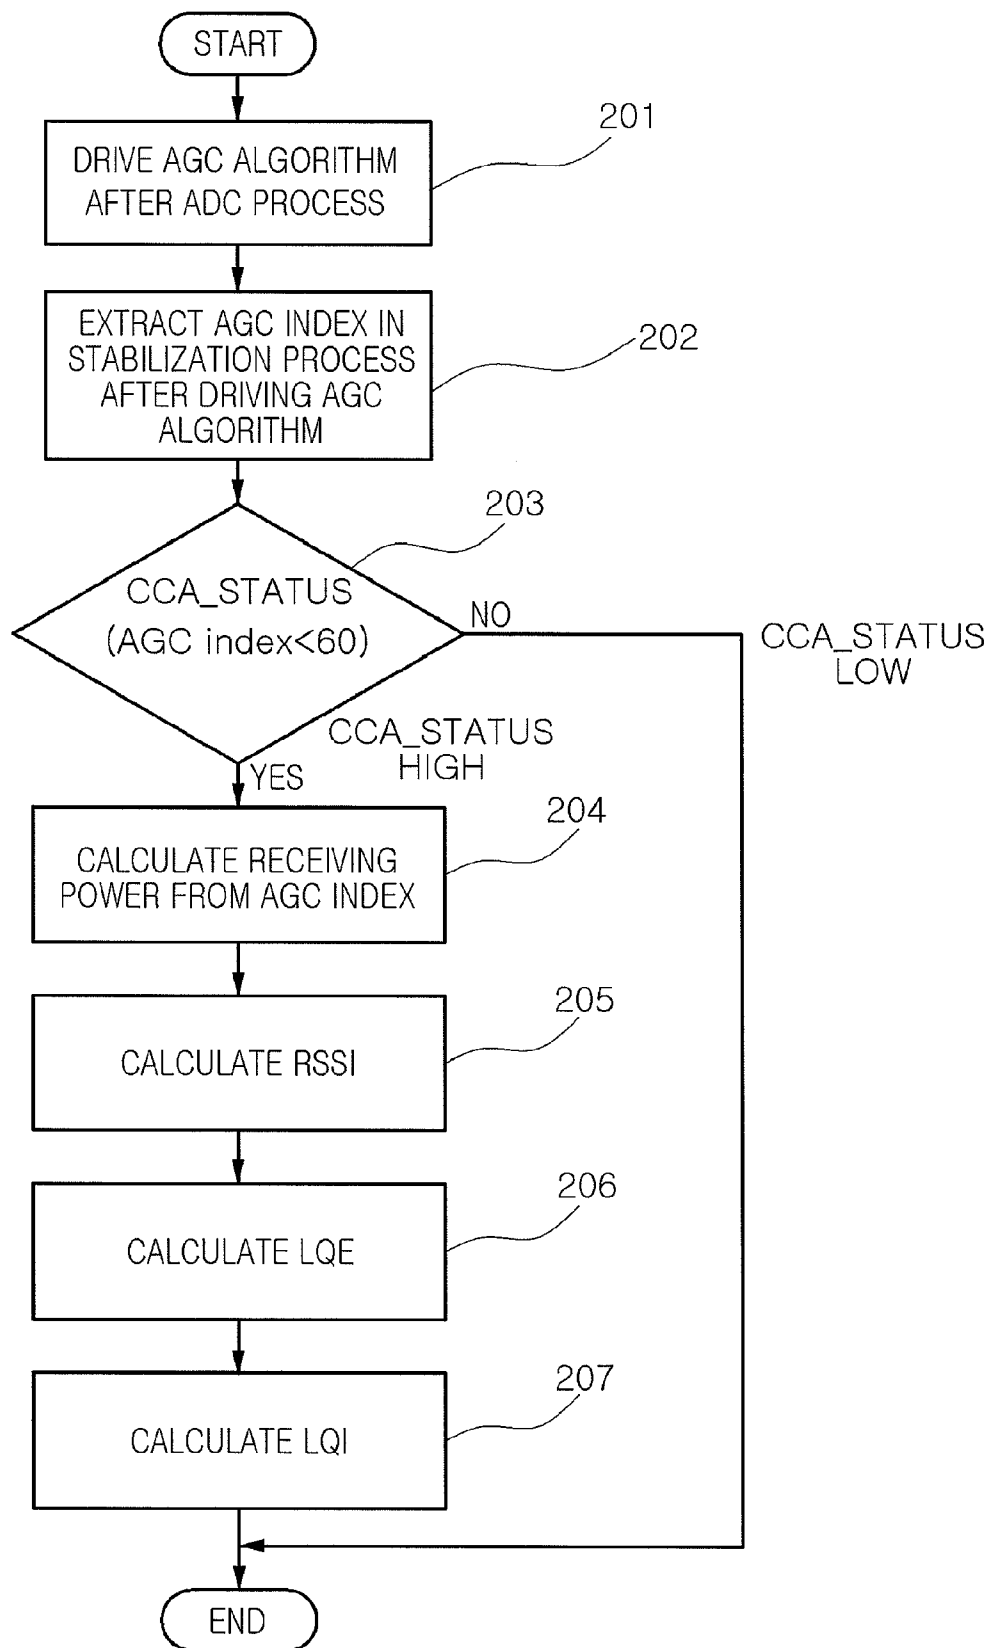 START
201
DRIVE AGC ALGORITHM
AFTER ADC PROCESS
EXTRACT AGC INDEX IN
STABILIZATION PROCESS
AFTER DRIVING AGC
ALGORITHM
202
203
CCA_STATUS
(AGC index<60)
NO
CCA_STATUS
LOW
CCA_STATUS
HIGH
YES
204
CALCULATE RECEIVING
POWER FROM AGC INDEX
205
CALCULATE RSSI
206
CALCULATE LQE
207
CALCULATE LQI
END